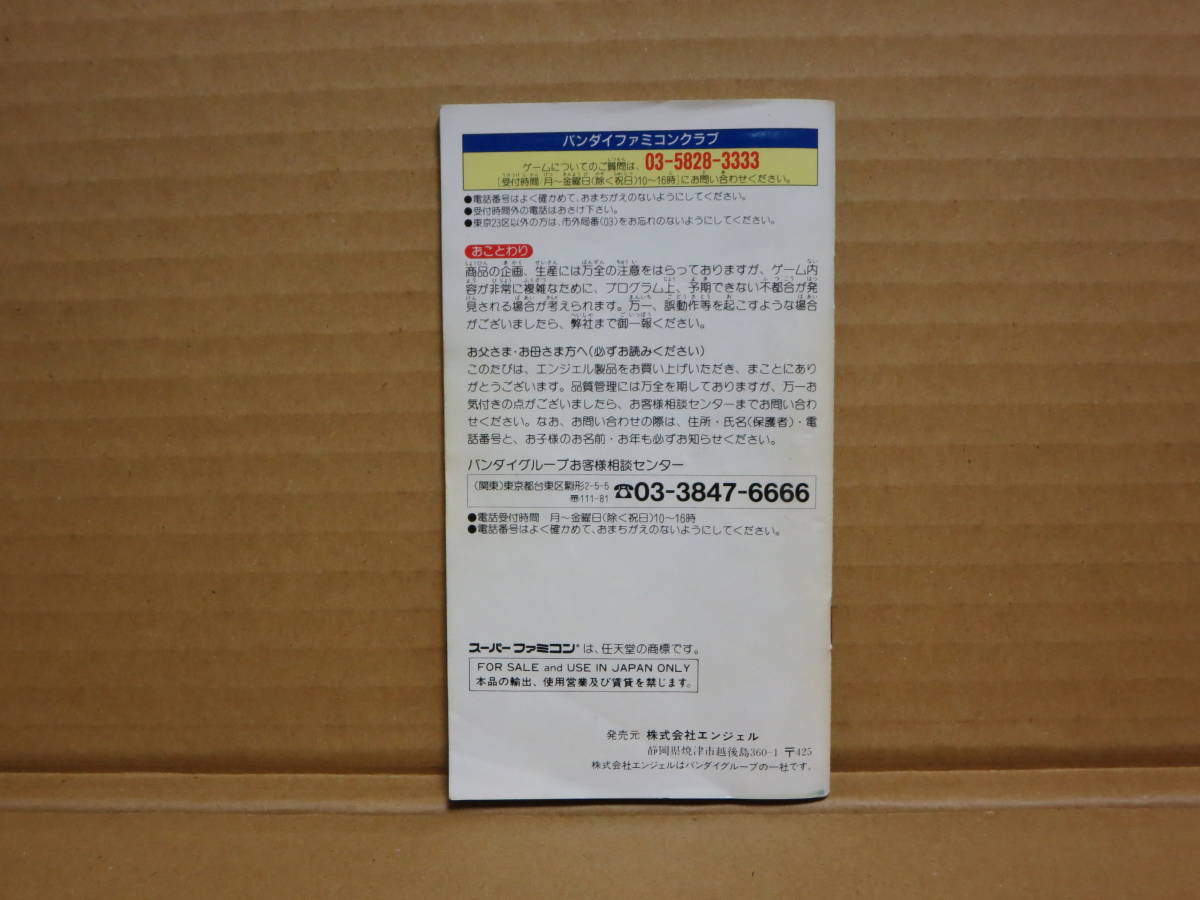 バンダイファミコンクラブ
ゲームについてのご質問は、03-5828-3333
[受付時間 月〜金曜日(除く祝日)10〜16時]にお問い合わせください。
●電話番号はよく確かめて、おまちがえのないようにしてください。
●受付時間外の電話はおさけ下さい。
●東京23区以外の方は、市外局番(03)をお忘れのないようにしてください。
おことわり
商品の企画、生産には万全の注意をはらっておりますが、ゲーム内
容が非常に複雑なために、プログラム上、予期できない不都合が発
見される場合が考えられます。万一、誤動作等を起こすような場合
がございましたら、弊社まで御一報ください。
お父さま・お母さま方へ(必ずお読みください)
このたびは、エンジェル製品をお買い上げいただき、まことにあり
がとうございます。品質管理には万全を期しておりますが、万一お
気付きの点がございましたら、お客様相談センターまでお問い合わ
せください。なお、お問い合わせの際は、住所・氏名(保護者)・電
話番号と、お子様のお名前・お年も必ずお知らせください。
バンダイグループお客様相談センター
(関東)東京都台東区駒形2-5-5
〠111-81
☎03-3847-6666
●電話受付時間 月〜金曜日(除く祝日)10〜16時
●電話番号はよく確かめて、おまちがえのないようにしてください。
スーパーファミコン®は、任天堂の商標です。
FOR SALE and USE IN JAPAN ONLY
本品の輸出、使用営業及び賃貸を禁じます。
発売元 株式会社エンジェル
静岡県焼津市越後島360-1 〒425
株式会社エンジェルはバンダイグループの一社です。